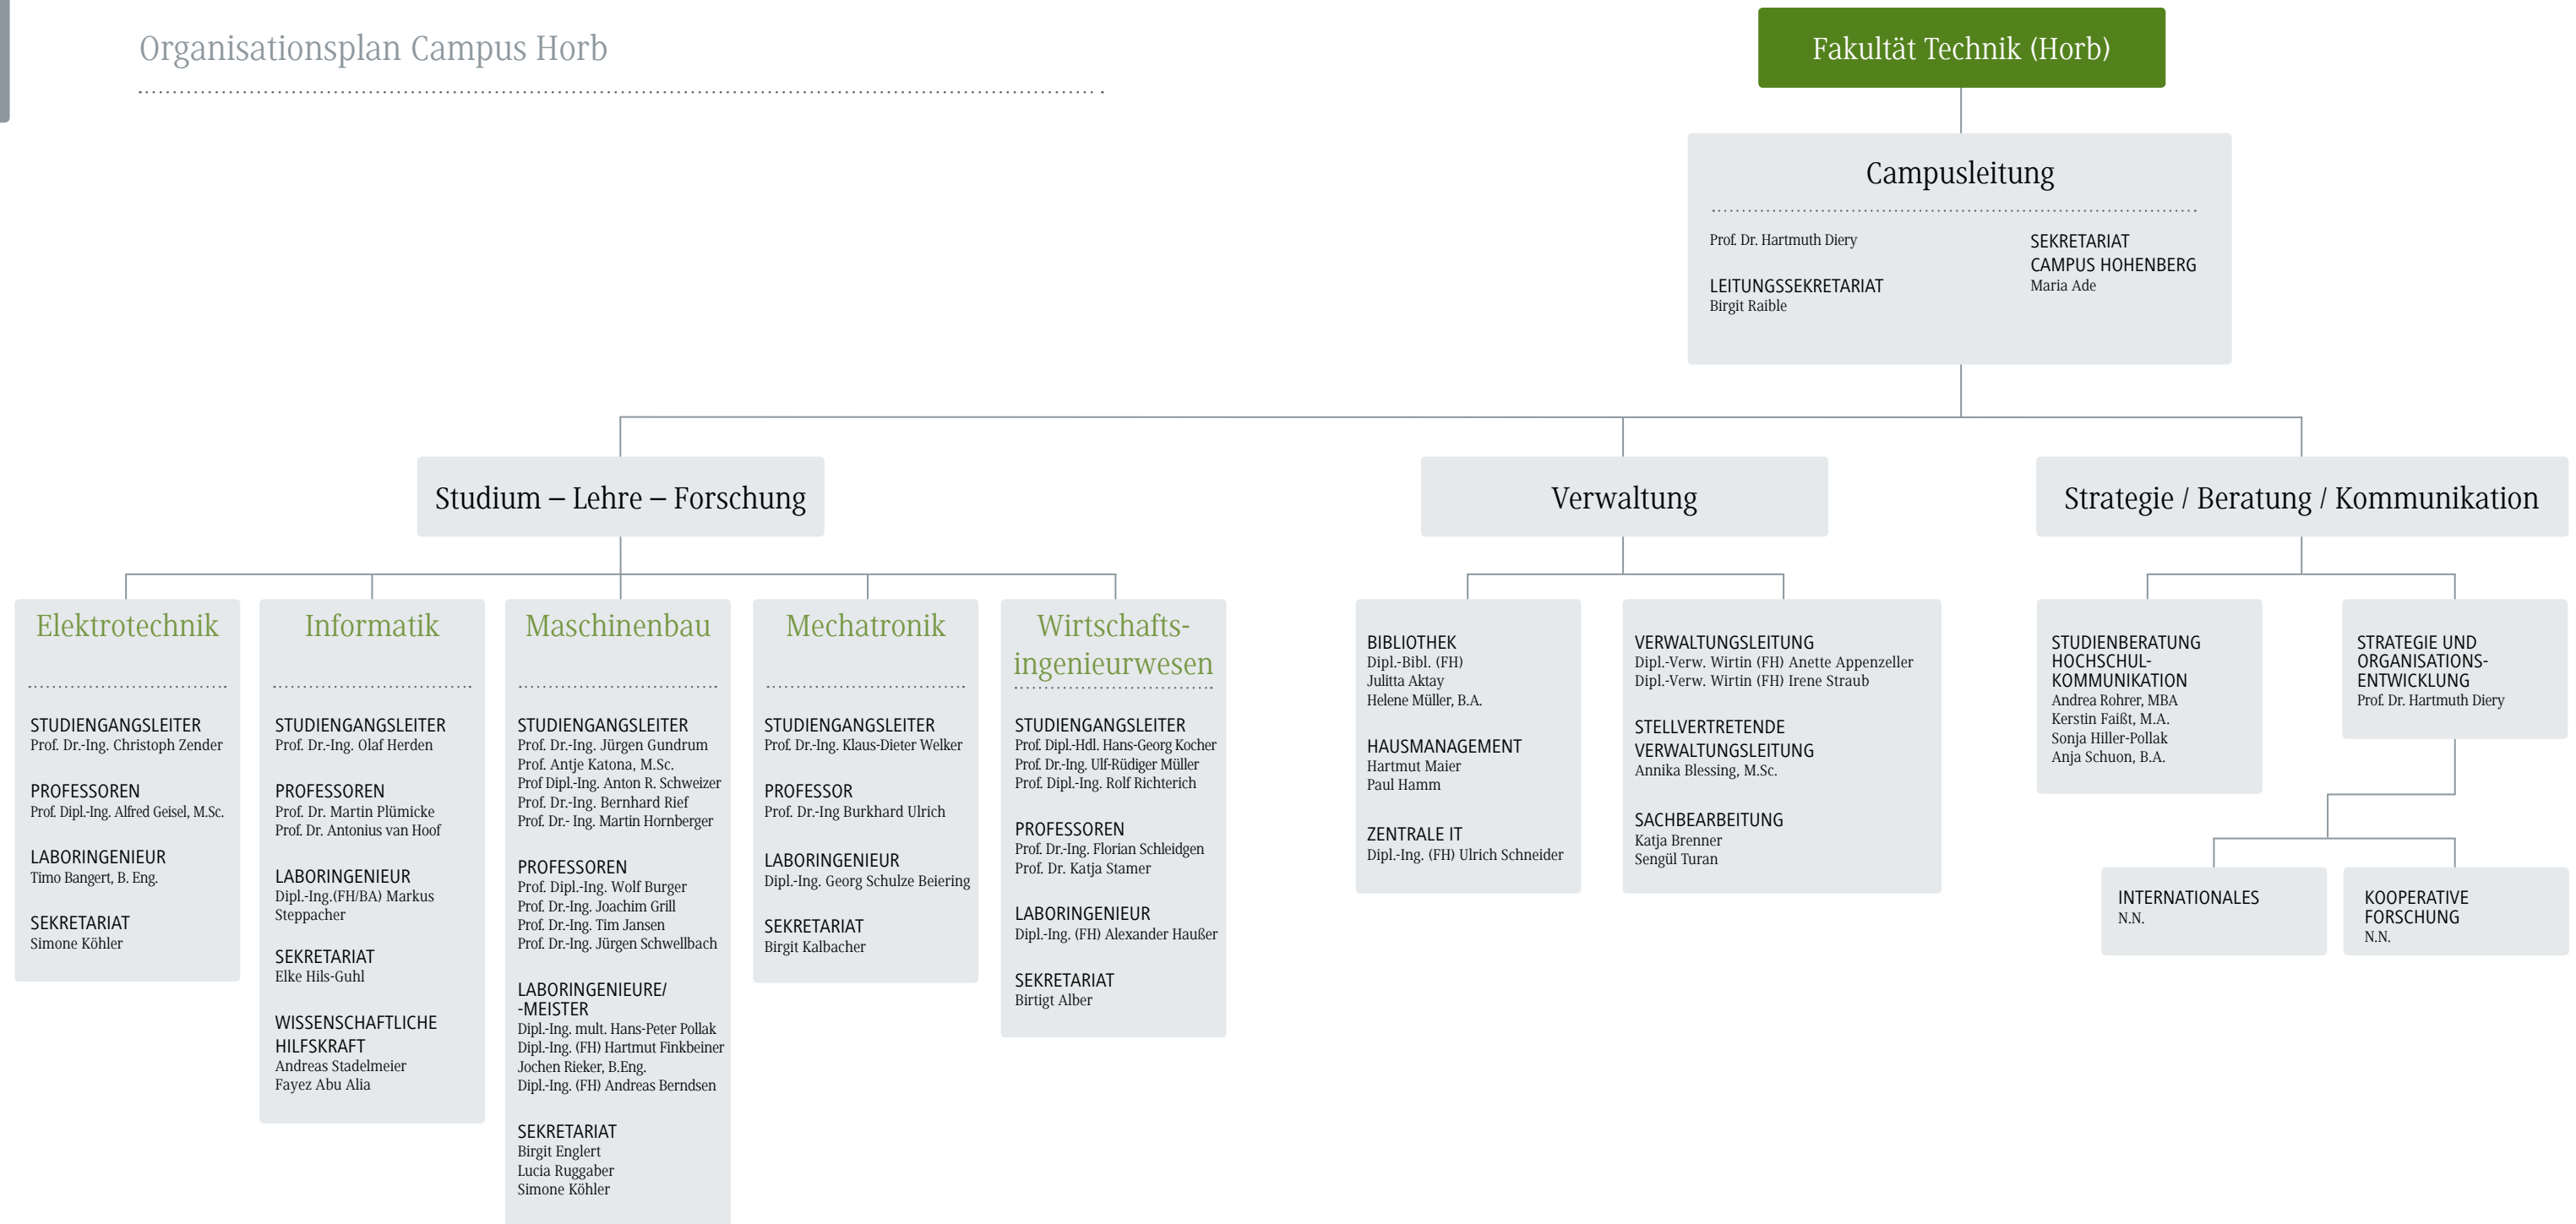 Organisationsplan Campus Horb
Fakultät Technik (Horb)
Campusleitung
Prof. Dr. Hartmuth Diery
LEITUNGSSEKRETARIAT
Birgit Raible
SEKRETARIAT
CAMPUS HOHENBERG
Maria Ade
Studium – Lehre – Forschung
Verwaltung
Strategie / Beratung / Kommunikation
Elektrotechnik
STUDIENGANGSLEITER
Prof. Dr.-Ing. Christoph Zender
PROFESSOREN
Prof. Dipl.-Ing. Alfred Geisel, M.Sc.
LABORINGENIEUR
Timo Bangert, B. Eng.
SEKRETARIAT
Simone Köhler
Informatik
STUDIENGANGSLEITER
Prof. Dr.-Ing. Olaf Herden
PROFESSOREN
Prof. Dr. Martin Plümicke
Prof. Dr. Antonius van Hoof
LABORINGENIEUR
Dipl.-Ing.(FH/BA) Markus
Steppacher
SEKRETARIAT
Elke Hils-Guhl
WISSENSCHAFTLICHE
HILFSKRAFT
Andreas Stadelmeier
Fayez Abu Alia
Maschinenbau
STUDIENGANGSLEITER
Prof. Dr.-Ing. Jürgen Gundrum
Prof. Antje Katona, M.Sc.
Prof Dipl.-Ing. Anton R. Schweizer
Prof. Dr.-Ing. Bernhard Rief
Prof. Dr.- Ing. Martin Hornberger
PROFESSOREN
Prof. Dipl.-Ing. Wolf Burger
Prof. Dr.-Ing. Joachim Grill
Prof. Dr.-Ing. Tim Jansen
Prof. Dr.-Ing. Jürgen Schwellbach
LABORINGENIEURE/
-MEISTER
Dipl.-Ing. mult. Hans-Peter Pollak
Dipl.-Ing. (FH) Hartmut Finkbeiner
Jochen Rieker, B.Eng.
Dipl.-Ing. (FH) Andreas Berndsen
SEKRETARIAT
Birgit Englert
Lucia Ruggaber
Simone Köhler
Mechatronik
STUDIENGANGSLEITER
Prof. Dr.-Ing. Klaus-Dieter Welker
PROFESSOR
Prof. Dr.-Ing Burkhard Ulrich
LABORINGENIEUR
Dipl.-Ing. Georg Schulze Beiering
SEKRETARIAT
Birgit Kalbacher
Wirtschafts-
ingenieurwesen
STUDIENGANGSLEITER
Prof. Dipl.-Hdl. Hans-Georg Kocher
Prof. Dr.-Ing. Ulf-Rüdiger Müller
Prof. Dipl.-Ing. Rolf Richterich
PROFESSOREN
Prof. Dr.-Ing. Florian Schleidgen
Prof. Dr. Katja Stamer
LABORINGENIEUR
Dipl.-Ing. (FH) Alexander Haußer
SEKRETARIAT
Birtigt Alber
BIBLIOTHEK
Dipl.-Bibl. (FH)
Julitta Aktay
Helene Müller, B.A.
HAUSMANAGEMENT
Hartmut Maier
Paul Hamm
ZENTRALE IT
Dipl.-Ing. (FH) Ulrich Schneider
VERWALTUNGSLEITUNG
Dipl.-Verw. Wirtin (FH) Anette Appenzeller
Dipl.-Verw. Wirtin (FH) Irene Straub
STELLVERTRETENDE
VERWALTUNGSLEITUNG
Annika Blessing, M.Sc.
SACHBEARBEITUNG
Katja Brenner
Sengül Turan
STUDIENBERATUNG
HOCHSCHUL-
KOMMUNIKATION
Andrea Rohrer, MBA
Kerstin Faißt, M.A.
Sonja Hiller-Pollak
Anja Schuon, B.A.
STRATEGIE UND
ORGANISATIONS-
ENTWICKLUNG
Prof. Dr. Hartmuth Diery
INTERNATIONALES
N.N.
KOOPERATIVE
FORSCHUNG
N.N.